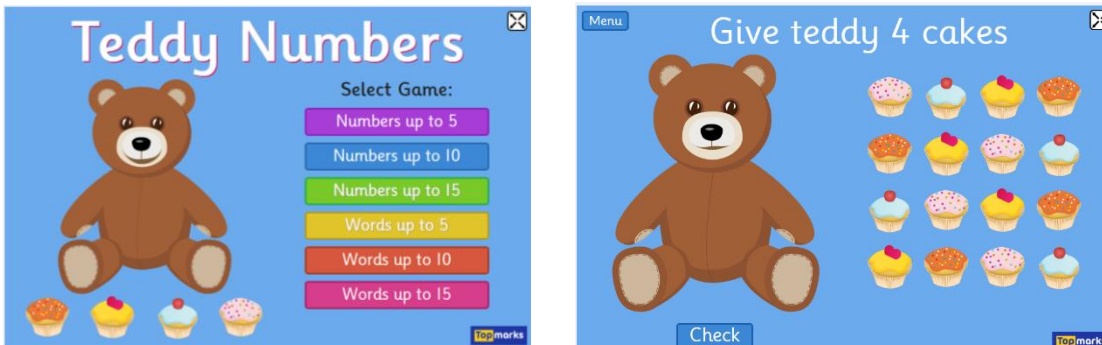 Teddy Numbers
Select Game:
Numbers up to 5
Numbers up to 10
Numbers up to 15
Words up to 5
Words up to 10
Words up to 15
Topmarks
Menu
Give teddy 4 cakes
Check
Topmark